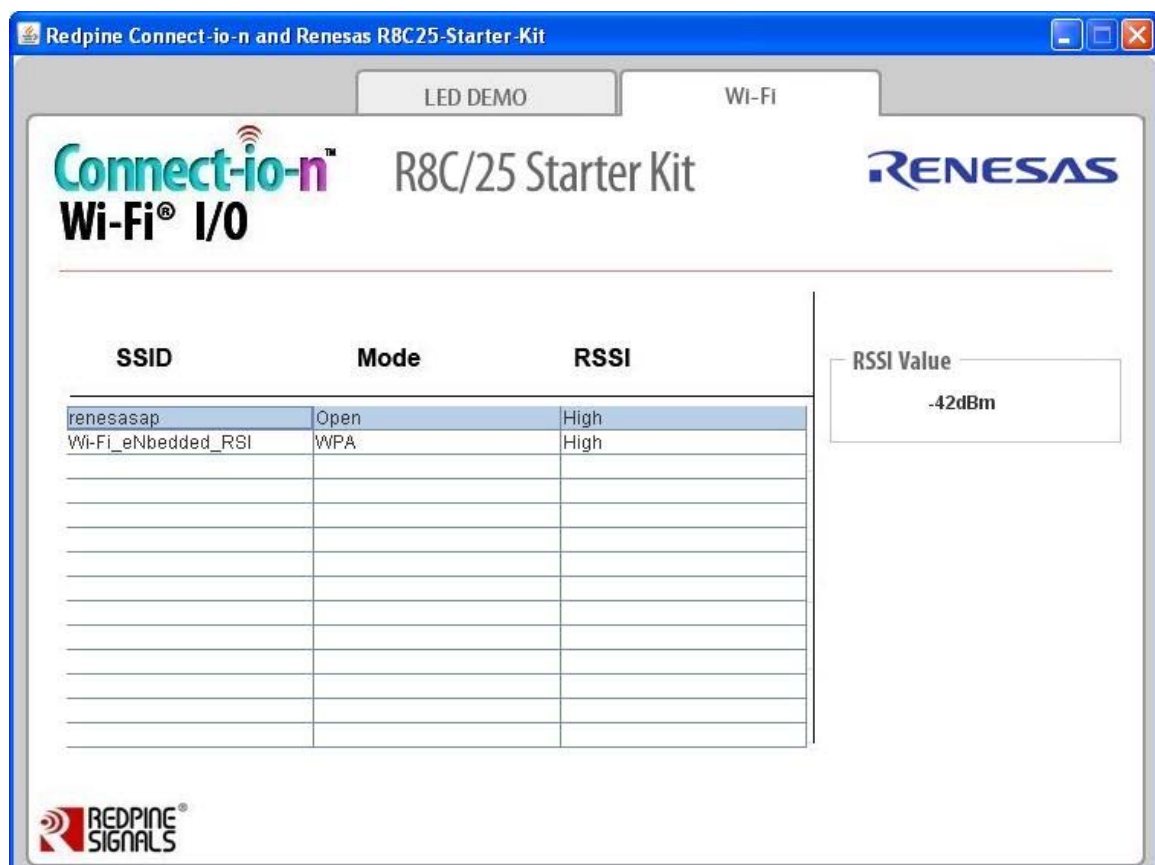 Redpine Connect-io-n and Renesas R8C25-Starter-Kit
LED DEMO Wi-Fi
Connect-io-n™ R8C/25 Starter Kit RENESAS
Wi-Fi® I/O
SSID Mode RSSI
RSSI Value
-42dBm
renesasap Open High
Wi-Fi_eNbedded_RSI WPA High
REDPINE®
SIGNALS